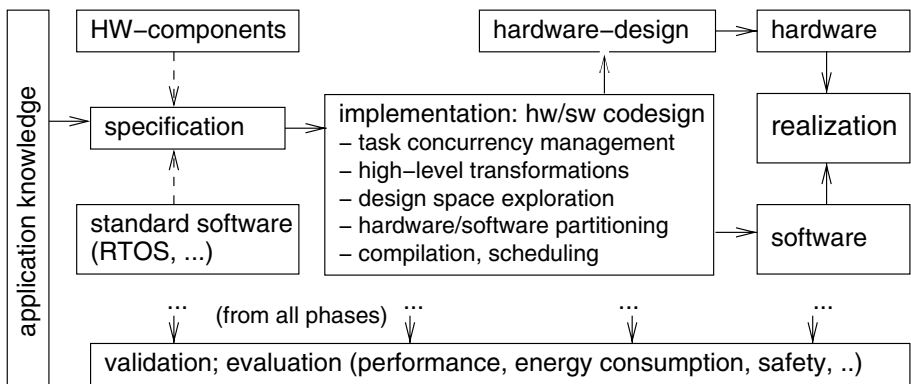 application knowledge
HW–components
hardware–design
hardware
specification
implementation: hw/sw codesign
– task concurrency management
– high–level transformations
– design space exploration
– hardware/software partitioning
– compilation, scheduling
realization
standard software
(RTOS, ...)
software
...
(from all phases)
...
...
...
validation; evaluation (performance, energy consumption, safety, ..)